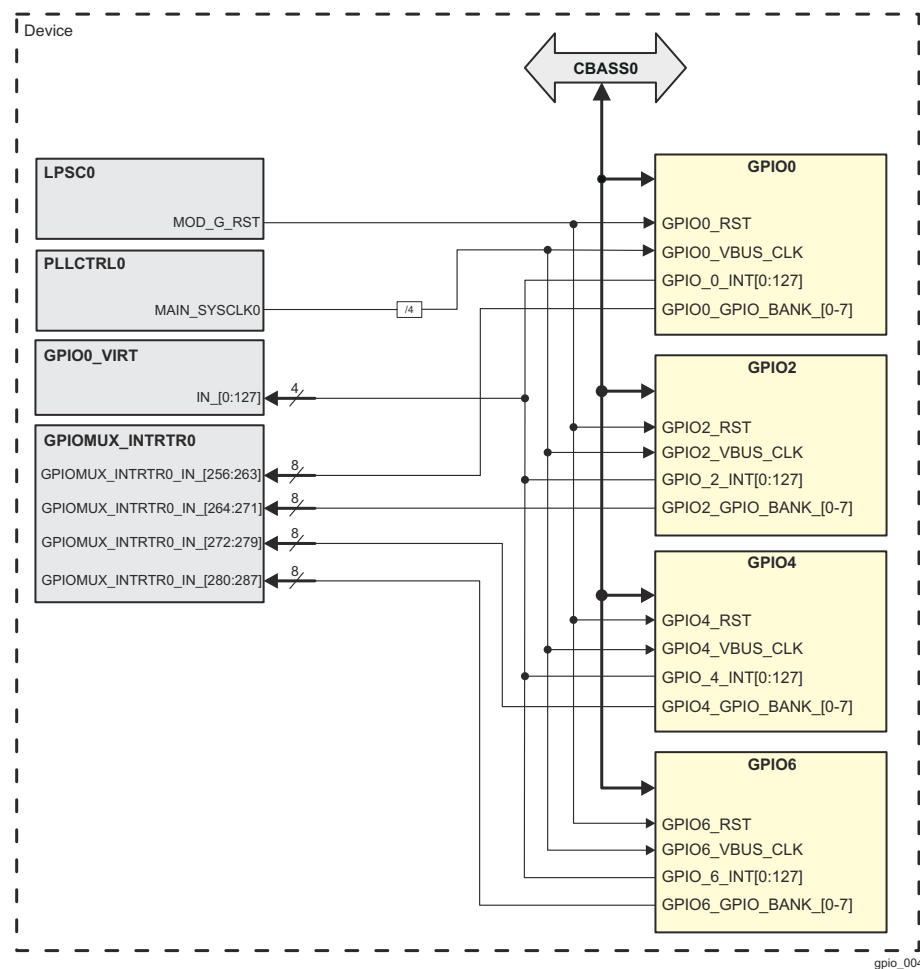 Device
CBASS0
LPSC0
MOD_G_RST
PLLCTRL0
MAIN_SYSCLK0
/4
GPIO0_VIRT
IN_[0:127]
4
GPIOMUX_INTRTR0
GPIOMUX_INTRTR0_IN_[256:263]
8
GPIOMUX_INTRTR0_IN_[264:271]
8
GPIOMUX_INTRTR0_IN_[272:279]
8
GPIOMUX_INTRTR0_IN_[280:287]
8
GPIO0
GPIO0_RST
GPIO0_VBUS_CLK
GPIO_0_INT[0:127]
GPIO0_GPIO_BANK_[0-7]
GPIO2
GPIO2_RST
GPIO2_VBUS_CLK
GPIO_2_INT[0:127]
GPIO2_GPIO_BANK_[0-7]
GPIO4
GPIO4_RST
GPIO4_VBUS_CLK
GPIO_4_INT[0:127]
GPIO4_GPIO_BANK_[0-7]
GPIO6
GPIO6_RST
GPIO6_VBUS_CLK
GPIO_6_INT[0:127]
GPIO6_GPIO_BANK_[0-7]
gpio_004